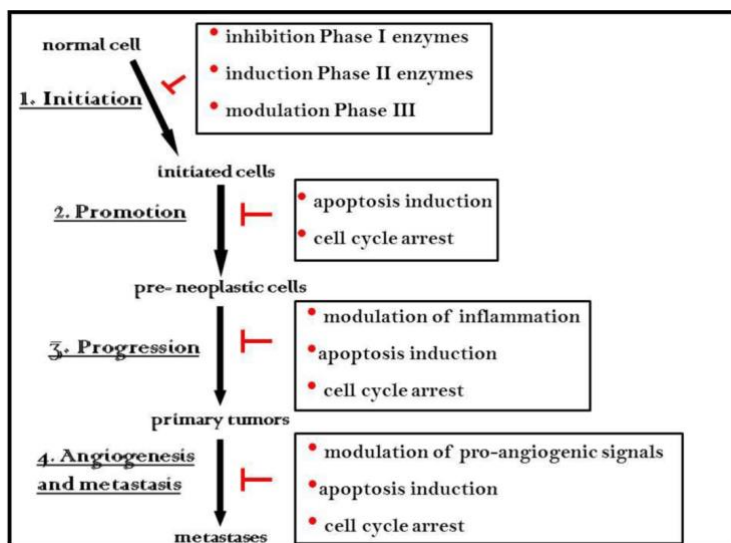 normal cell
• inhibition Phase I enzymes
• induction Phase II enzymes
• modulation Phase III
1. Initiation
initiated cells
2. Promotion
• apoptosis induction
• cell cycle arrest
pre- neoplastic cells
• modulation of inflammation
• apoptosis induction
• cell cycle arrest
3. Progression
primary tumors
4. Angiogenesis
and metastasis
• modulation of pro-angiogenic signals
• apoptosis induction
• cell cycle arrest
metastases